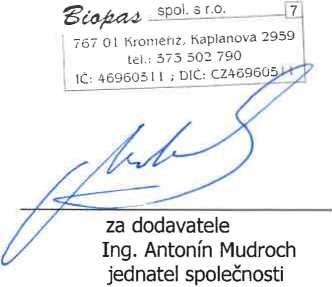 Biopas spol. s r.o. 7
767 01 Kroměříž, Kaplanova 2959
tel.: 573 502 790
IČ: 46960511 ; DIČ: CZ46960511
za dodavatele
Ing. Antonín Mudroch
jednatel společnosti